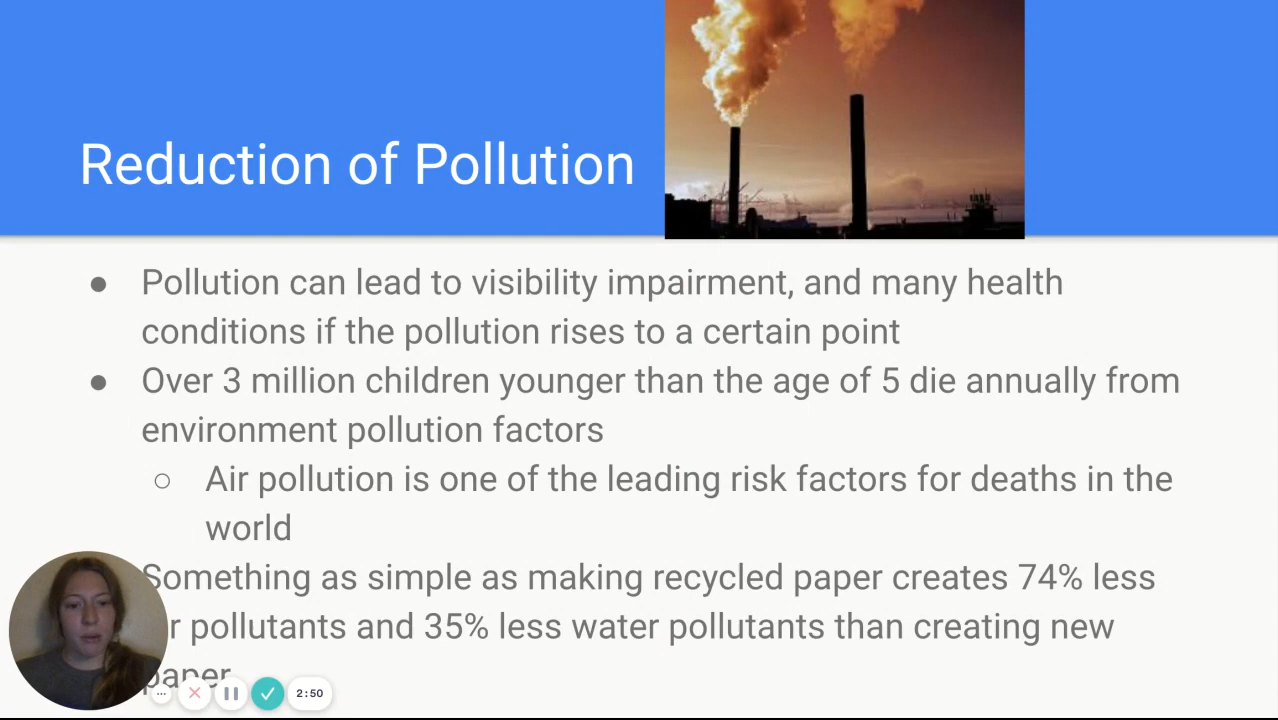 Reduction of Pollution
● Pollution can lead to visibility impairment, and many health
conditions if the pollution rises to a certain point
● Over 3 million children younger than the age of 5 die annually from
environment pollution factors
○ Air pollution is one of the leading risk factors for deaths in the
world
Something as simple as making recycled paper creates 74% less
pollutants and 35% less water pollutants than creating new
paper
2:50